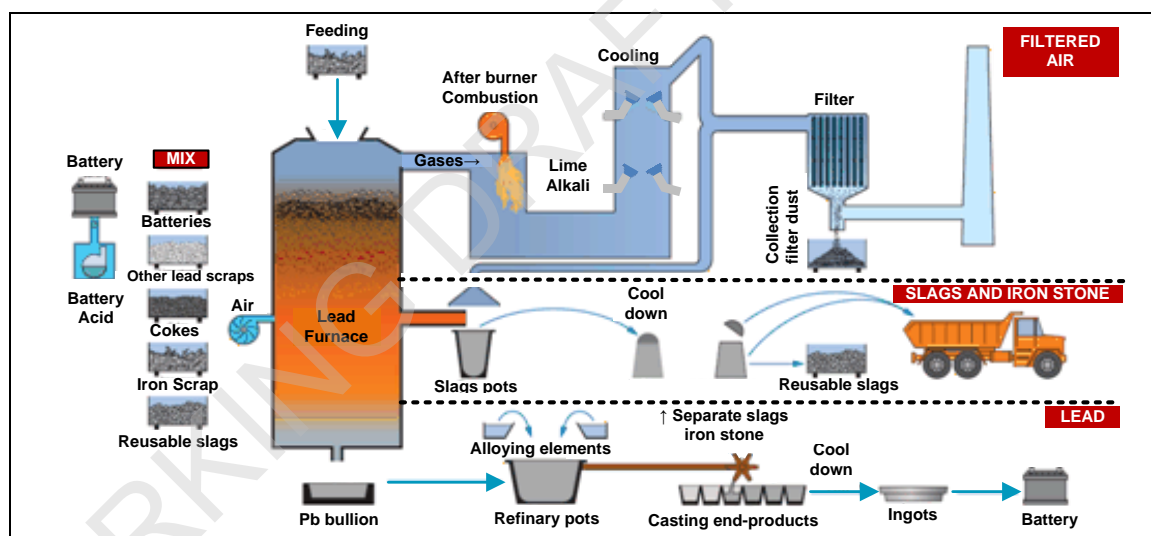 Feeding
After burner
Combustion
Cooling
FILTERED
AIR
Filter
Gases→
Lime
Alkali
Collection
filter dust
Battery
MIX
Batteries
Other lead scraps
Battery
Acid
Cokes
Air
Iron Scrap
Reusable slags
Lead
Furnace
SLAGS AND IRON STONE
Cool
down
Slags pots
Reusable slags
↑ Separate slags
iron stone
LEAD
Alloying elements
Cool
down
Pb bullion
Refinary pots
Casting end-products
Ingots
Battery
RKING DRAF